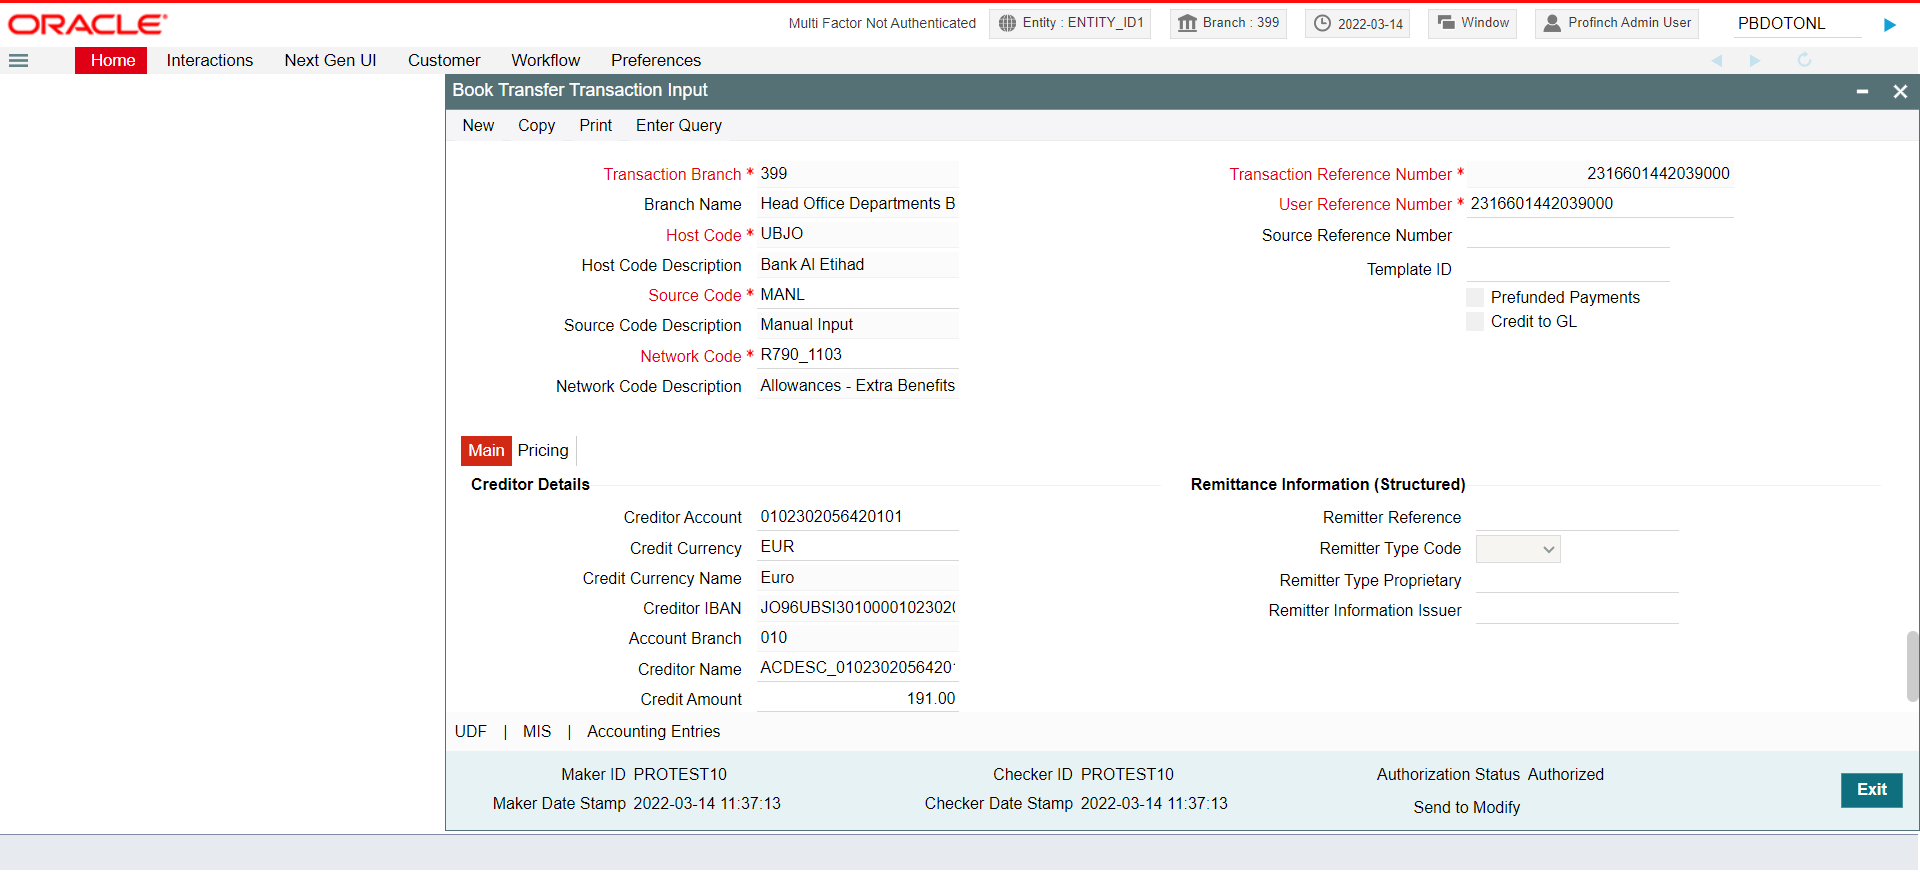 ORACLE
Multi Factor Not Authenticated
Entity : ENTITY_ID1
Branch : 399
2022-03-14
Window
Profinch Admin User
PBDOTONL
Home
Interactions
Next Gen UI
Customer
Workflow
Preferences
Book Transfer Transaction Input
New
Copy
Print
Enter Query
Transaction Branch * 399
Branch Name Head Office Departments B
Host Code * UBJO
Host Code Description Bank Al Etihad
Source Code * MANL
Source Code Description Manual Input
Network Code * R790_1103
Network Code Description Allowances - Extra Benefits
Transaction Reference Number * 2316601442039000
User Reference Number * 2316601442039000
Source Reference Number
Template ID
Prefunded Payments
Credit to GL
Main
Pricing
Creditor Details
Creditor Account 0102302056420101
Credit Currency EUR
Credit Currency Name Euro
Creditor IBAN JO96UBSI3010000102302
Account Branch 010
Creditor Name ACDESC_0102302056420
Credit Amount 191.00
Remittance Information (Structured)
Remitter Reference
Remitter Type Code
Remitter Type Proprietary
Remitter Information Issuer
UDF | MIS | Accounting Entries
Maker ID PROTEST10
Maker Date Stamp 2022-03-14 11:37:13
Checker ID PROTEST10
Checker Date Stamp 2022-03-14 11:37:13
Authorization Status Authorized
Send to Modify
Exit